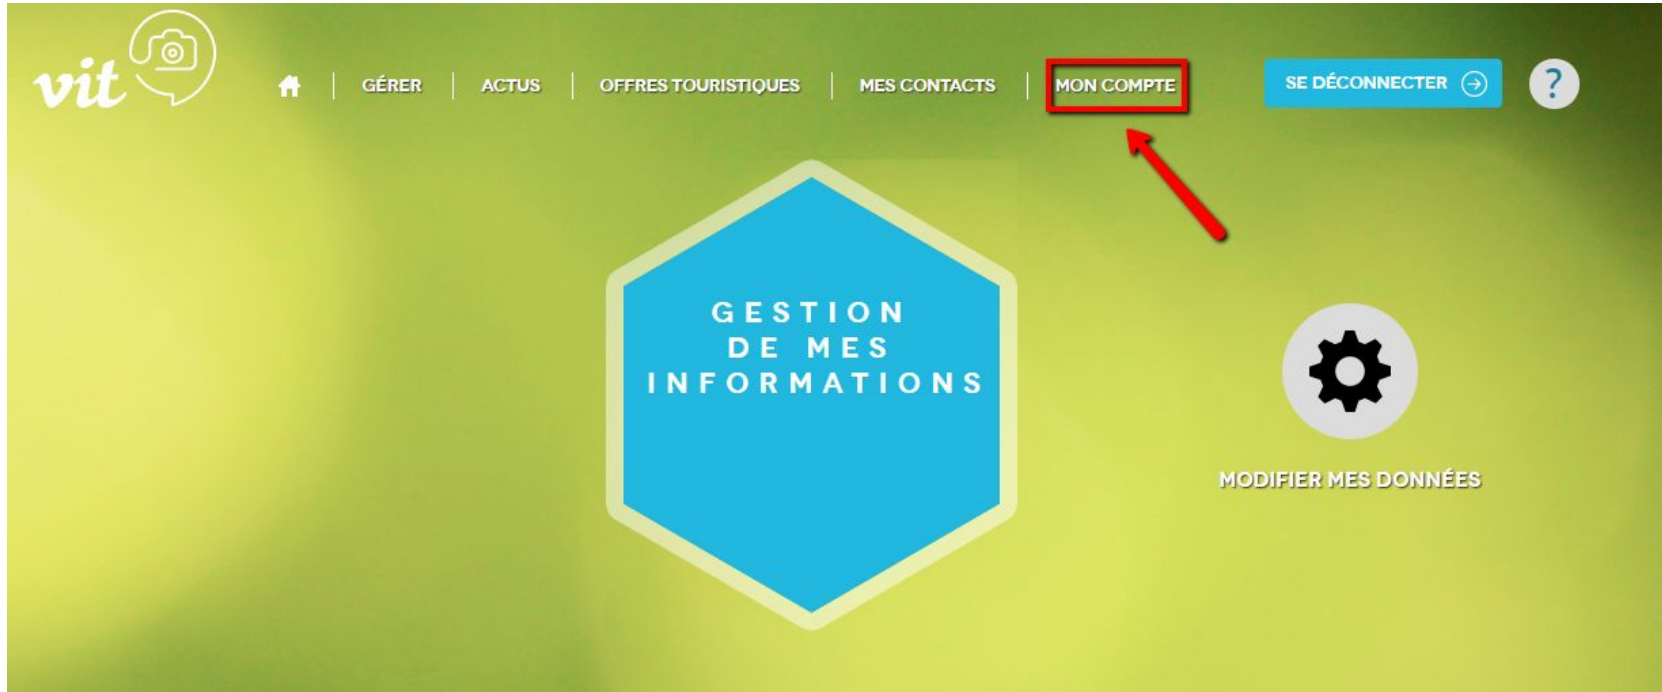 vit
GÉRER
ACTUS
OFFRES TOURISTIQUES
MES CONTACTS
MON COMPTE
SE DÉCONNECTER
?
GESTION
DE MES
INFORMATIONS
MODIFIER MES DONNÉES